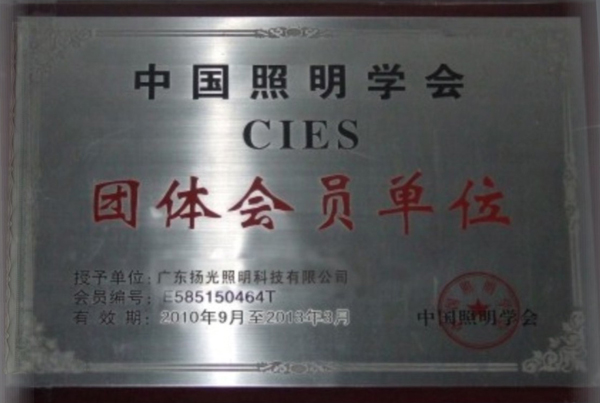 中国照明学会
CIES
团体会员单位
授予单位: 广东扬光照明科技有限公司
会员编号: E585150464T
有 效 期: 2010年9月至2013年8月
中国照明学会